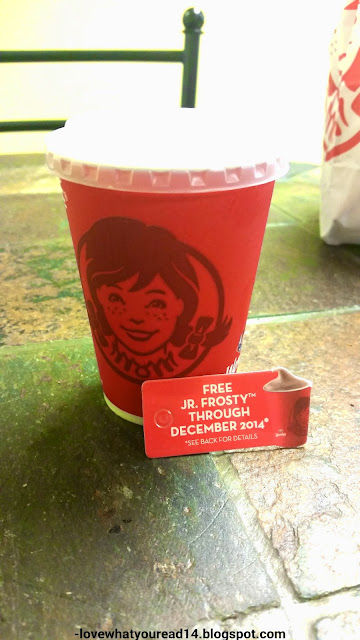 FREE
JR. FROSTY™
THROUGH
DECEMBER 2014*
*SEE BACK FOR DETAILS
-lovewhatyouread14.blogspot.com